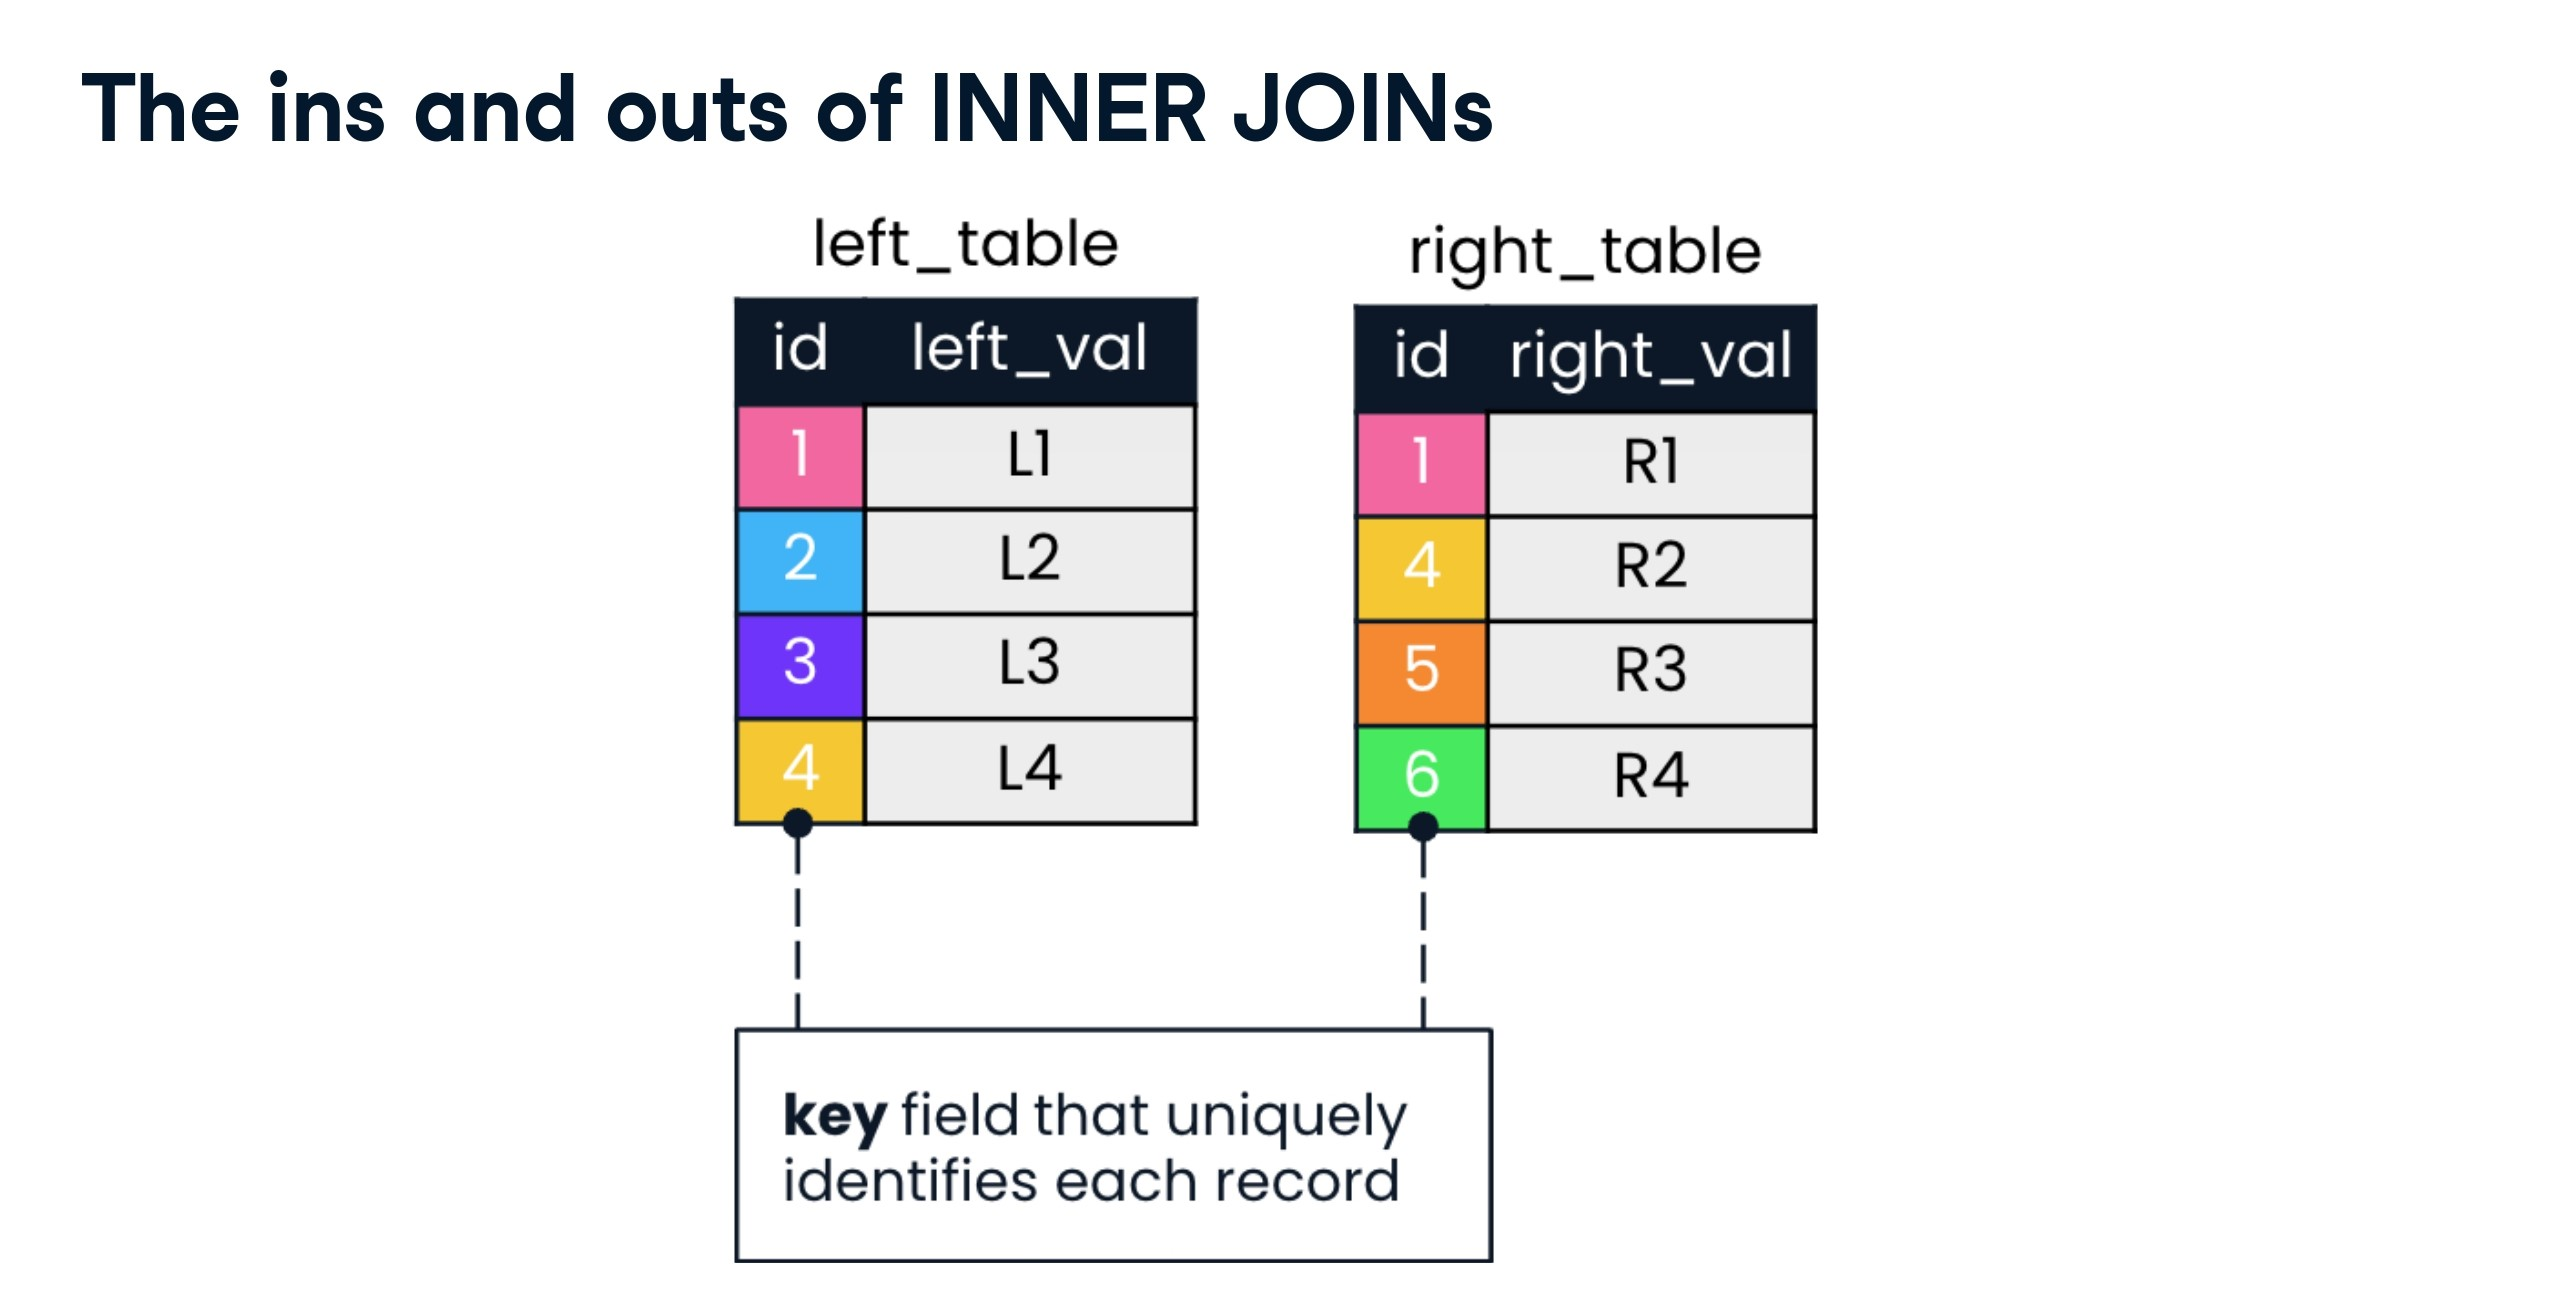 The ins and outs of INNER JOINs
left_table
id left_val
1 L1
2 L2
3 L3
4 L4
right_table
id right_val
1 R1
4 R2
5 R3
6 R4
key field that uniquely
identifies each record